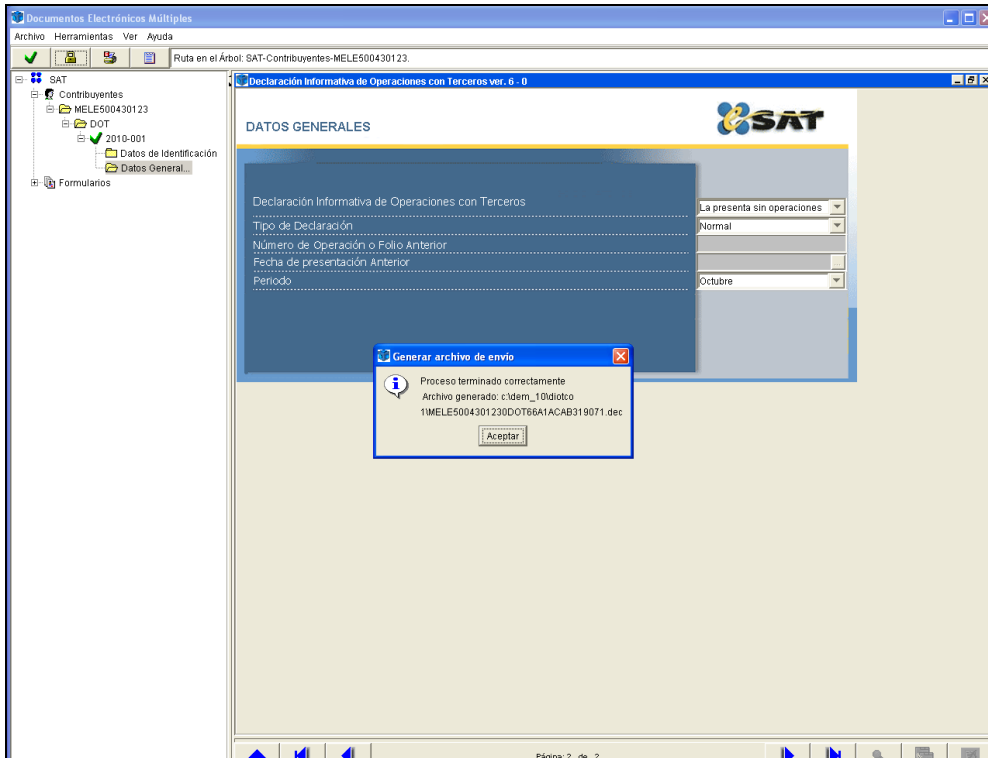 Documentos Electrónicos Múltiples
Archivo Herramientas Ver Ayuda
Ruta en el Árbol: SAT-Contribuyentes-MELE500430123.
SAT
Contribuyentes
MELE500430123
DOT
2010-001
Datos de Identificación
Datos General...
Formularios
Declaración Informativa de Operaciones con Terceros ver. 6 - 0
DATOS GENERALES
SAT
Declaración Informativa de Operaciones con Terceros
La presenta sin operaciones
Tipo de Declaración
Normal
Número de Operación o Folio Anterior
Fecha de presentación Anterior
...
Periodo
Octubre
Generar archivo de envío
Proceso terminado correctamente
Archivo generado: c:\dem_10\diotco
1\MELE5004301230DOT66A1ACAB319071.dec
Aceptar
Página: 2 de 2